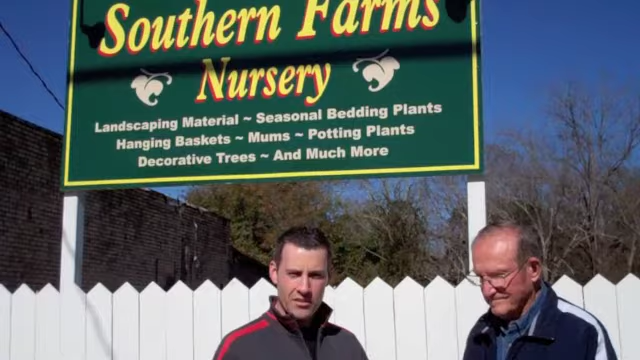 Southern Farms
Nursery
Landscaping Material ~ Seasonal Bedding Plants
Hanging Baskets ~ Mums ~ Potting Plants
Decorative Trees ~ And Much More